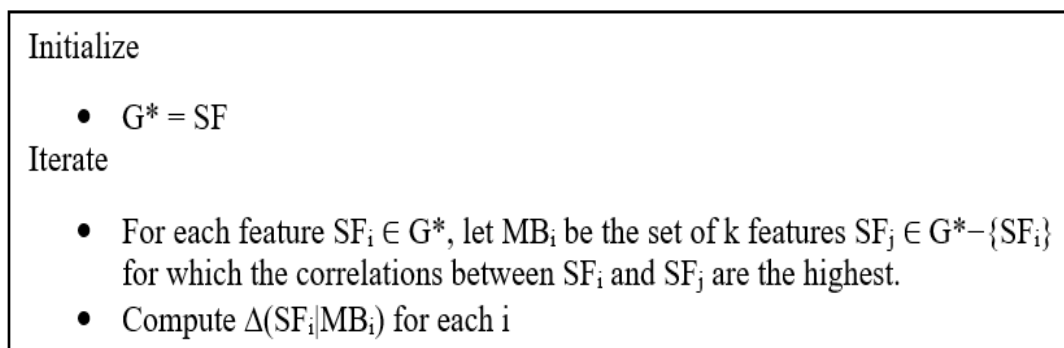 Initialize
• G* = SF
Iterate
• For each feature SFᵢ ∈ G*, let MBᵢ be the set of k features SFⱼ ∈ G*−{SFᵢ}
for which the correlations between SFᵢ and SFⱼ are the highest.
• Compute Δ(SFᵢ|MBᵢ) for each i